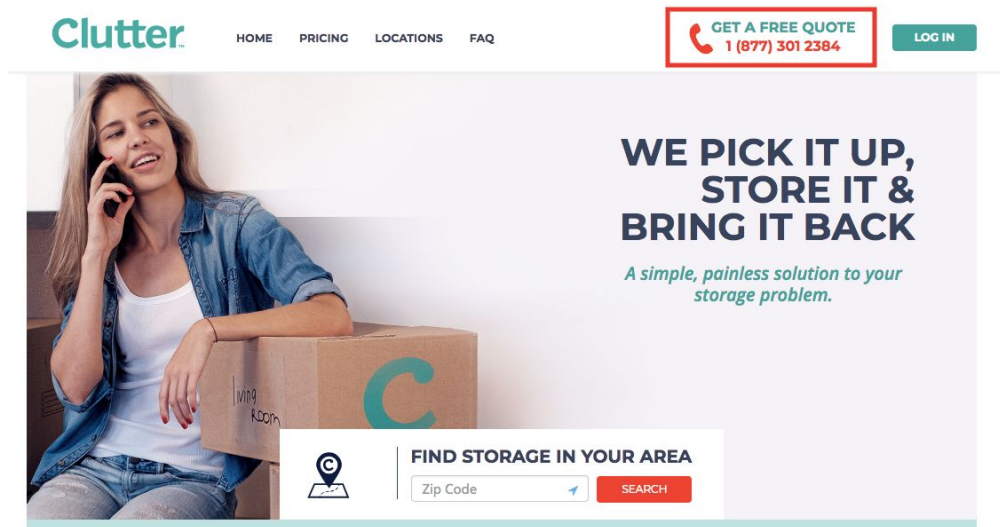 Clutter
HOME PRICING LOCATIONS FAQ
GET A FREE QUOTE
1 (877) 301 2384
LOG IN
WE PICK IT UP,
STORE IT &
BRING IT BACK
A simple, painless solution to your
storage problem.
living
ROOM
C
C
FIND STORAGE IN YOUR AREA
Zip Code
SEARCH